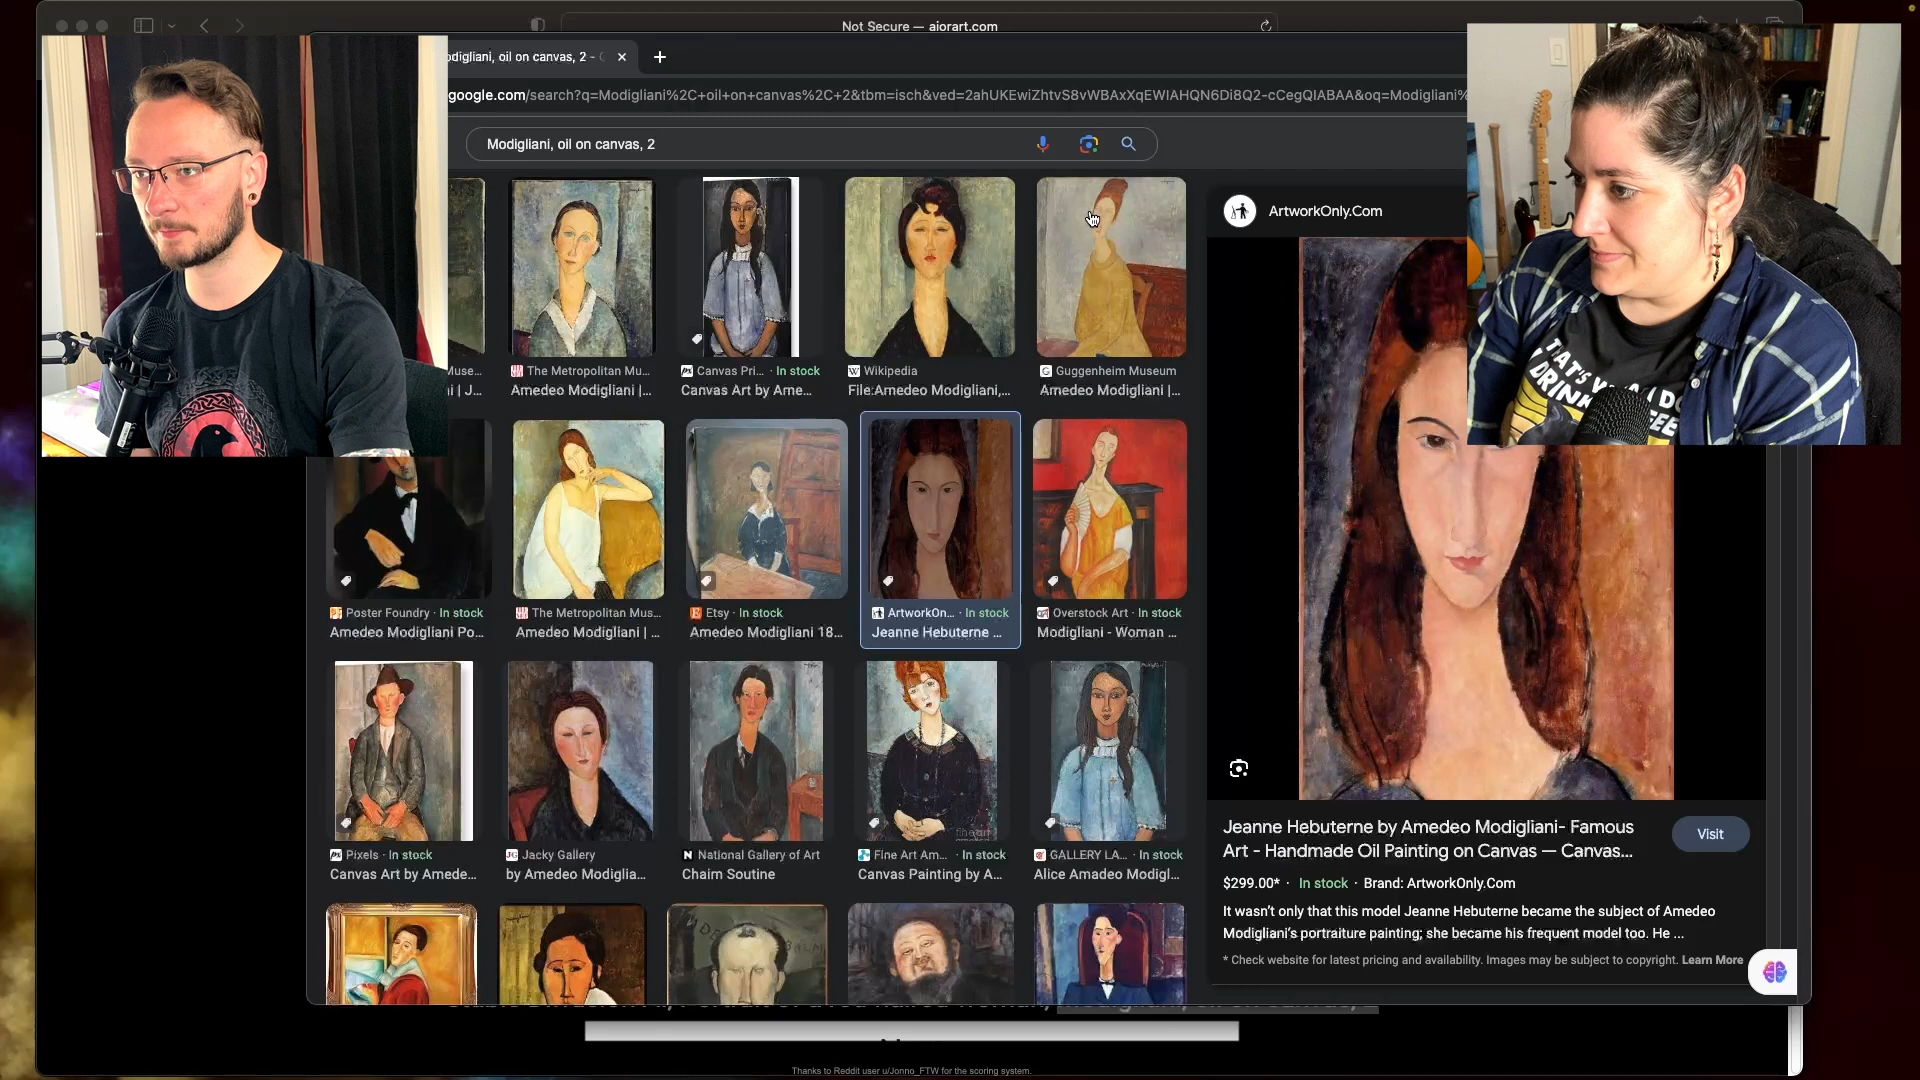 Not Secure — aiorart.com
odigliani, oil on canvas, 2 -
google.com/search?q=Modigliani%2C+oil+on+canvas%2C+2&tbm=isch&ved=2ahUKEwiZhtvS8vWBAxXqEWIAHQN6Di8Q2-cCegQIABAA&oq=Modigliani%
Modigliani, oil on canvas, 2
ArtworkOnly.Com
THAT'S
I DO
DRINK
Muse...
The Metropolitan Mu...
Canvas Pri... · In stock
Wikipedia
Guggenheim Museum
i | J...
Amedeo Modigliani |...
Canvas Art by Ame...
File:Amedeo Modigliani,...
Amedeo Modigliani |...
Poster Foundry · In stock
The Metropolitan Mus...
Etsy · In stock
ArtworkOn... · In stock
Overstock Art · In stock
Amedeo Modigliani Po...
Amedeo Modigliani | ...
Amedeo Modigliani 18...
Jeanne Hebuterne ...
Modigliani - Woman ...
Pixels · In stock
Jacky Gallery
National Gallery of Art
Fine Art Am... · In stock
GALLERY LA... · In stock
Canvas Art by Amede...
by Amedeo Modiglia...
Chaim Soutine
Canvas Painting by A...
Alice Amadeo Modigl...
Jeanne Hebuterne by Amedeo Modigliani- Famous
Art - Handmade Oil Painting on Canvas — Canvas...
Visit
$299.00* · In stock · Brand: ArtworkOnly.Com
It wasn't only that this model Jeanne Hebuterne became the subject of Amedeo
Modigliani's portraiture painting; she became his frequent model too. He ...
* Check website for latest pricing and availability. Images may be subject to copyright. Learn More
Thanks to Reddit user u/Jonno_FTW for the scoring system.